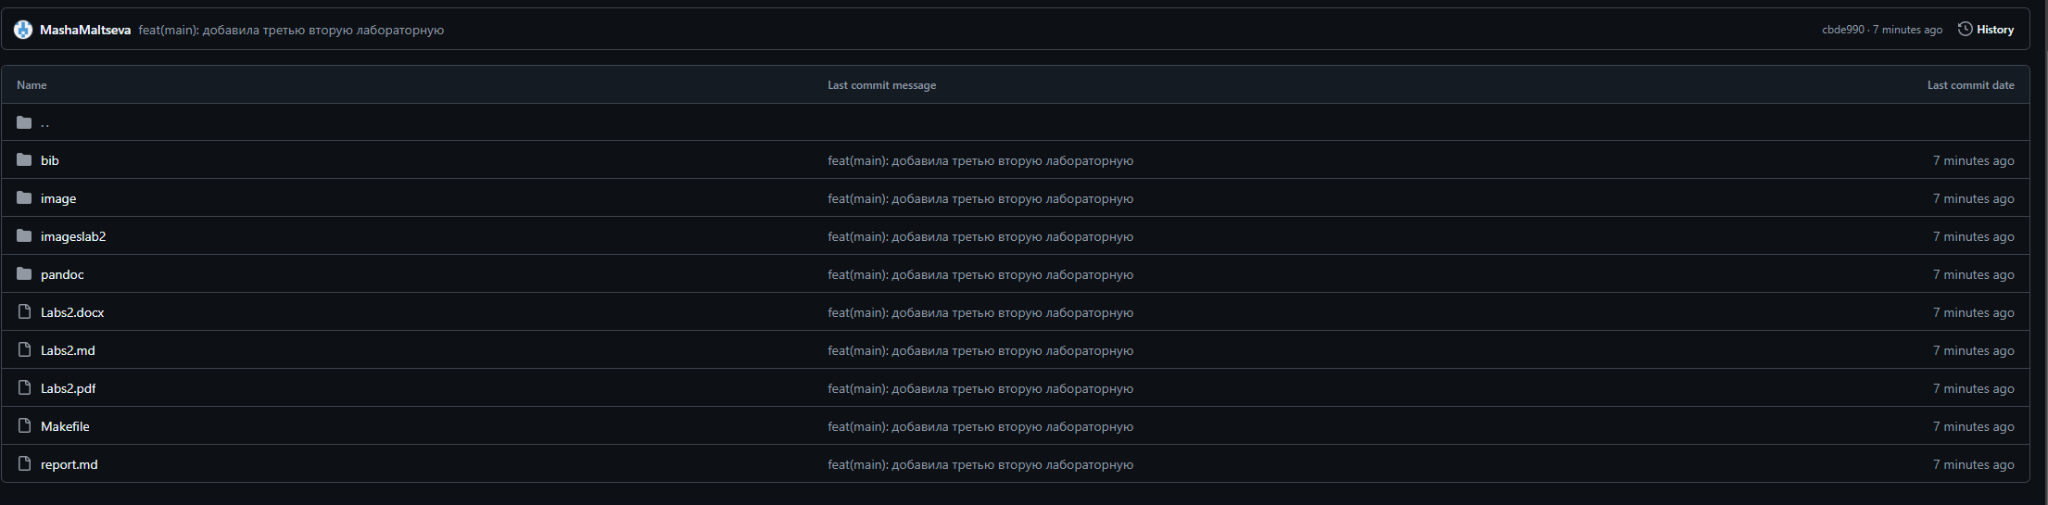 MashaMaltseva feat(main): добавила третью вторую лабораторную cbde990 · 7 minutes ago History
Name Last commit message Last commit date
..
bib feat(main): добавила третью вторую лабораторную 7 minutes ago
image feat(main): добавила третью вторую лабораторную 7 minutes ago
imageslab2 feat(main): добавила третью вторую лабораторную 7 minutes ago
pandoc feat(main): добавила третью вторую лабораторную 7 minutes ago
Labs2.docx feat(main): добавила третью вторую лабораторную 7 minutes ago
Labs2.md feat(main): добавила третью вторую лабораторную 7 minutes ago
Labs2.pdf feat(main): добавила третью вторую лабораторную 7 minutes ago
Makefile feat(main): добавила третью вторую лабораторную 7 minutes ago
report.md feat(main): добавила третью вторую лабораторную 7 minutes ago